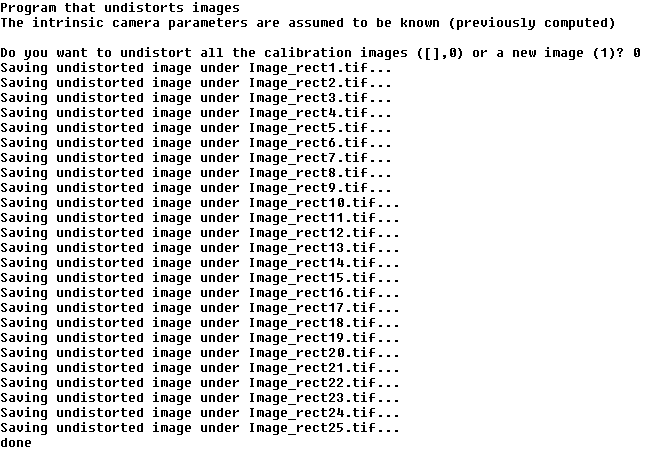 Program that undistorts images
The intrinsic camera parameters are assumed to be known (previously computed)
Do you want to undistort all the calibration images ([],0) or a new image (1)? 0
Saving undistorted image under Image_rect1.tif...
Saving undistorted image under Image_rect2.tif...
Saving undistorted image under Image_rect3.tif...
Saving undistorted image under Image_rect4.tif...
Saving undistorted image under Image_rect5.tif...
Saving undistorted image under Image_rect6.tif...
Saving undistorted image under Image_rect7.tif...
Saving undistorted image under Image_rect8.tif...
Saving undistorted image under Image_rect9.tif...
Saving undistorted image under Image_rect10.tif...
Saving undistorted image under Image_rect11.tif...
Saving undistorted image under Image_rect12.tif...
Saving undistorted image under Image_rect13.tif...
Saving undistorted image under Image_rect14.tif...
Saving undistorted image under Image_rect15.tif...
Saving undistorted image under Image_rect16.tif...
Saving undistorted image under Image_rect17.tif...
Saving undistorted image under Image_rect18.tif...
Saving undistorted image under Image_rect19.tif...
Saving undistorted image under Image_rect20.tif...
Saving undistorted image under Image_rect21.tif...
Saving undistorted image under Image_rect22.tif...
Saving undistorted image under Image_rect23.tif...
Saving undistorted image under Image_rect24.tif...
Saving undistorted image under Image_rect25.tif...
done